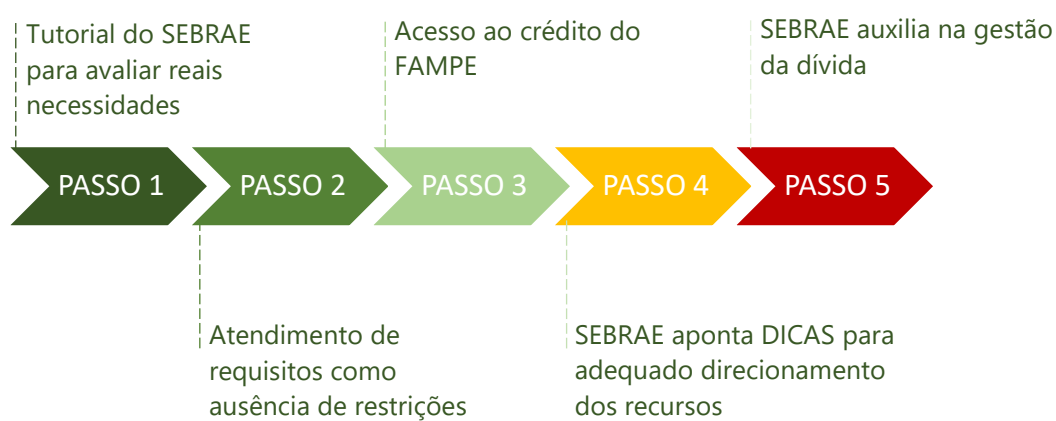 Tutorial do SEBRAE
para avaliar reais
necessidades
Acesso ao crédito do
FAMPE
SEBRAE auxilia na gestão
da dívida
PASSO 1
PASSO 2
PASSO 3
PASSO 4
PASSO 5
Atendimento de
requisitos como
ausência de restrições
SEBRAE aponta DICAS para
adequado direcionamento
dos recursos